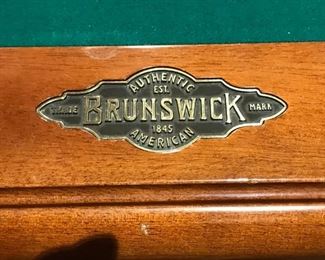 AUTHENTIC
EST.
TRADE BRUNSWICK MARK
1845
AMERICAN